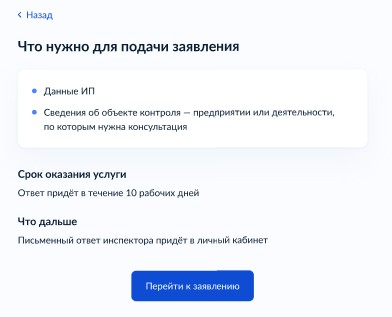 Назад
Что нужно для подачи заявления
Данные ИП
Сведения об объекте контроля — предприятии или деятельности,
по которым нужна консультация
Срок оказания услуги
Ответ придёт в течение 10 рабочих дней
Что дальше
Письменный ответ инспектора придёт в личный кабинет
Перейти к заявлению